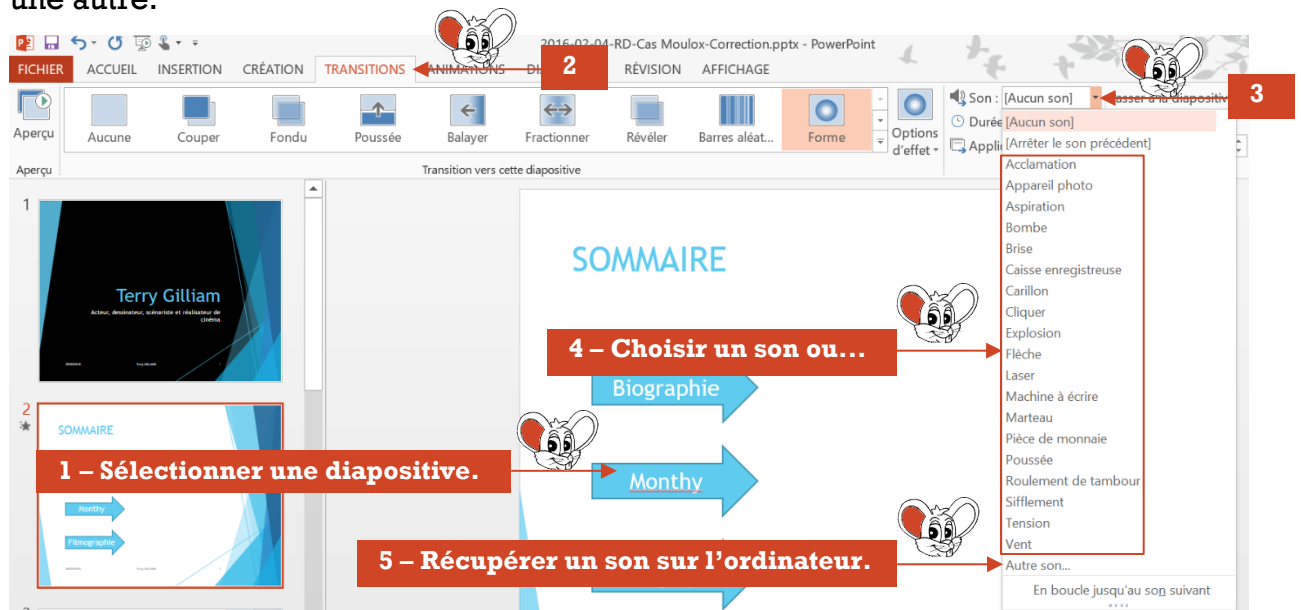 une autre.
2016-02-04-RD-Cas Moulox-Correction.pptx - PowerPoint
FICHIER ACCUEIL INSERTION CRÉATION TRANSITIONS ANIMATIONS 2 RÉVISION AFFICHAGE
Son : [Aucun son] 3
Aperçu Aucune Couper Fondu Poussée Balayer Fractionner Révéler Barres aléat... Forme Options d'effet
Durée
Aperçu
Transition vers cette diapositive
[Aucun son]
[Arrêter le son précédent]
Acclamation
Appareil photo
Aspiration
Bombe
Brise
Caisse enregistreuse
Carillon
Cliquer
Explosion
Flèche
Laser
Machine à écrire
Marteau
Pièce de monnaie
Poussée
Roulement de tambour
Sifflement
Tension
Vent
Autre son...
En boucle jusqu'au son suivant
1
Terry Gilliam
Acteur, dessinateur, scénariste et réalisateur de
cinéma
2
SOMMAIRE
Monthy
Filmographie
SOMMAIRE
4 – Choisir un son ou…
Biographie
1 – Sélectionner une diapositive.
Monthy
5 – Récupérer un son sur l'ordinateur.